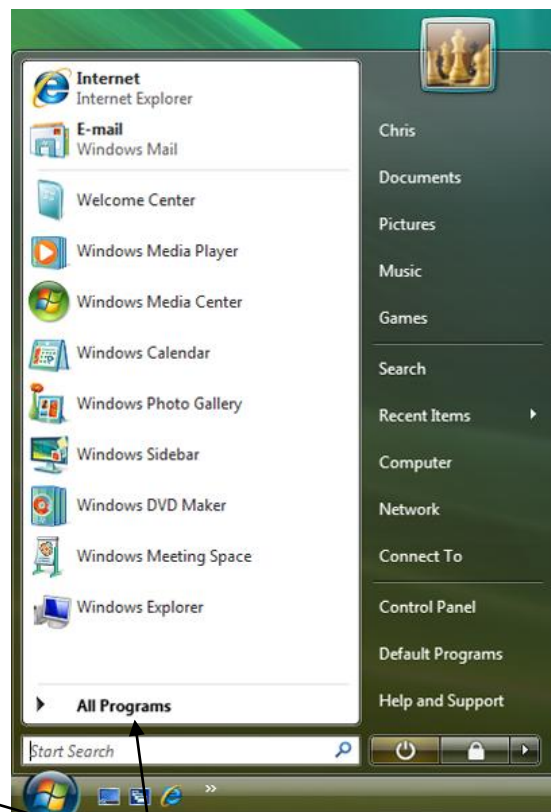 Internet
Internet Explorer
E-mail
Windows Mail
Welcome Center
Windows Media Player
Windows Media Center
Windows Calendar
Windows Photo Gallery
Windows Sidebar
Windows DVD Maker
Windows Meeting Space
Windows Explorer
All Programs
Start Search
Chris
Documents
Pictures
Music
Games
Search
Recent Items
Computer
Network
Connect To
Control Panel
Default Programs
Help and Support